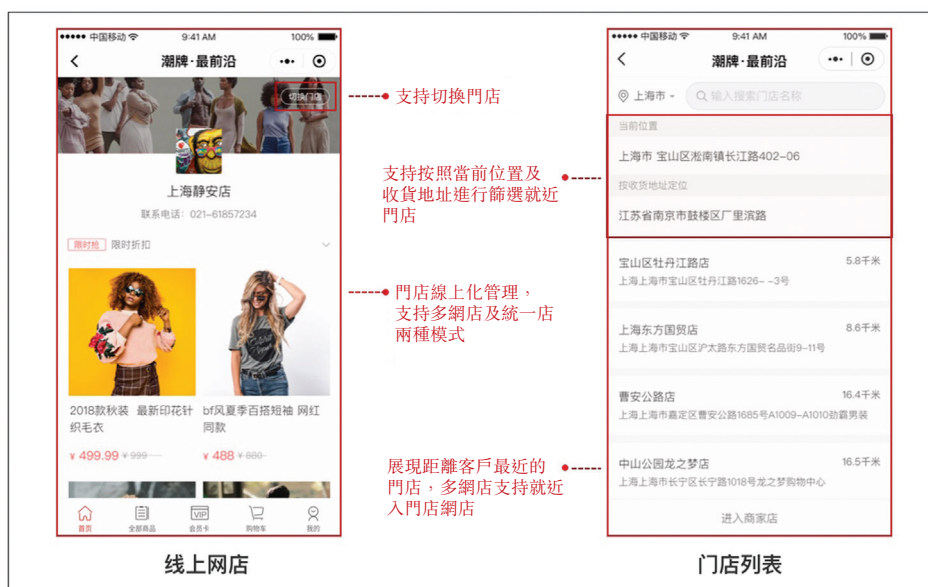 中国移动
9:41 AM
100%
潮牌·最前沿
切换门店
上海静安店
联系电话：021-61857234
限时抢 限时折扣
2018款秋装 最新印花针
织毛衣
¥ 499.99 ¥ 999
bf风夏季百搭短袖 网红
同款
¥ 488 ¥ 880
首页
全部商品
VIP
会员卡
购物车
我的
线上网店
支持切換門店
支持按照當前位置及
收貨地址進行篩選就近
門店
門店線上化管理，
支持多網店及統一店
兩種模式
展現距離客戶最近的
門店，多網店支持就近
入門店網店
中国移动
9:41 AM
100%
潮牌·最前沿
上海市
输入搜索门店名称
当前位置
上海市 宝山区淞南镇长江路402-06
按收货地址定位
江苏省南京市鼓楼区厂里滨路
宝山区牡丹江路店 5.8千米
上海上海市宝山区牡丹江路1626- -3号
上海东方国贸店 8.6千米
上海上海市宝山区沪太路东方国贸名品街9-11号
曹安公路店 16.4千米
上海上海市嘉定区曹安公路1685号A1009-A1010劲霸男装
中山公园龙之梦店 16.5千米
上海上海市长宁区长宁路1018号龙之梦购物中心
进入商家店
门店列表